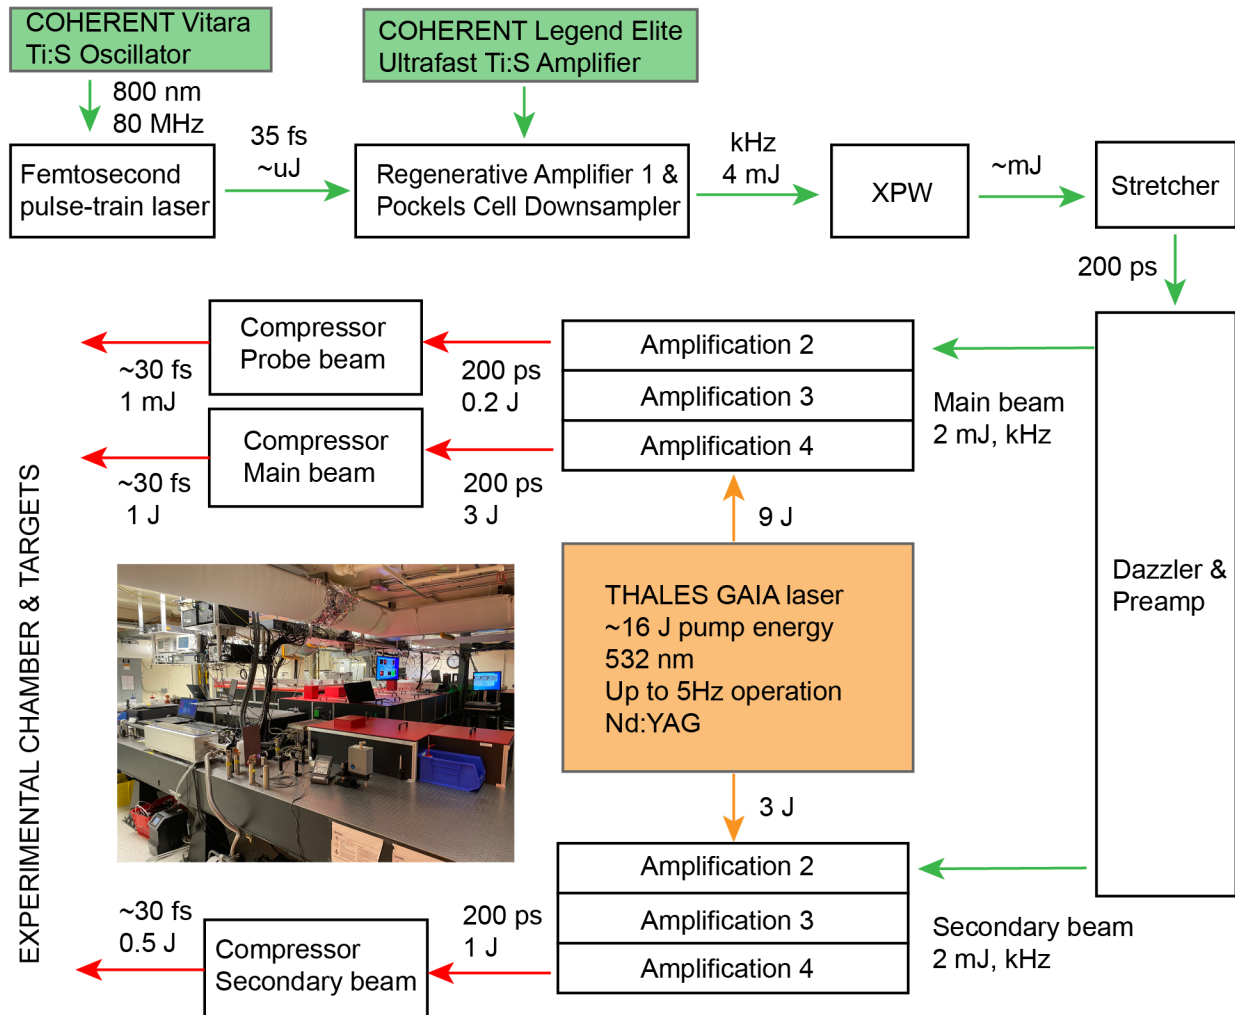 COHERENT Vitara
Ti:S Oscillator
COHERENT Legend Elite
Ultrafast Ti:S Amplifier
800 nm
80 MHz
Femtosecond
pulse-train laser
35 fs
~uJ
Regenerative Amplifier 1 &
Pockels Cell Downsampler
kHz
4 mJ
XPW
~mJ
Stretcher
200 ps
Compressor
Probe beam
~30 fs
1 mJ
200 ps
0.2 J
Amplification 2
Amplification 3
Amplification 4
Main beam
2 mJ, kHz
Compressor
Main beam
~30 fs
1 J
200 ps
3 J
9 J
THALES GAIA laser
~16 J pump energy
532 nm
Up to 5Hz operation
Nd:YAG
Dazzler &
Preamp
3 J
Amplification 2
Amplification 3
Amplification 4
Secondary beam
2 mJ, kHz
~30 fs
0.5 J
Compressor
Secondary beam
200 ps
1 J
EXPERIMENTAL CHAMBER & TARGETS